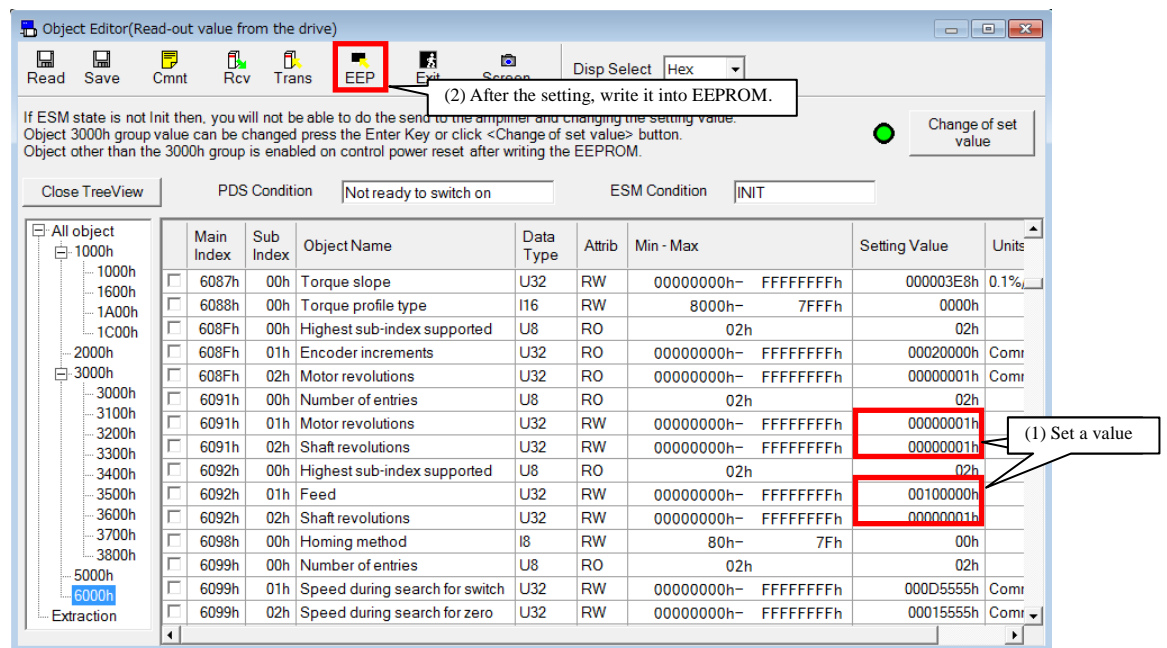 Object Editor(Read-out value from the drive)
Read Save Cmnt Rcv Trans EEP Exit Screen Disp Select Hex
(2) After the setting, write it into EEPROM.
If ESM state is not Init then, you will not be able to do the send to the amplifier and changing the setting value.
Object 3000h group value can be changed press the Enter Key or click <Change of set value> button.
Object other than the 3000h group is enabled on control power reset after writing the EEPROM.
Change of set
value
Close TreeView PDS Condition Not ready to switch on ESM Condition INIT
All object
1000h
1000h
1600h
1A00h
1C00h
2000h
3000h
3000h
3100h
3200h
3300h
3400h
3500h
3600h
3700h
3800h
5000h
6000h
Extraction
Main Index Sub Index Object Name Data Type Attrib Min - Max Setting Value Units
6087h 00h Torque slope U32 RW 00000000h- FFFFFFFFh 000003E8h 0.1%/
6088h 00h Torque profile type I16 RW 8000h- 7FFFh 0000h
608Fh 00h Highest sub-index supported U8 RO 02h 02h
608Fh 01h Encoder increments U32 RO 00000000h- FFFFFFFFh 00020000h Comr
608Fh 02h Motor revolutions U32 RO 00000000h- FFFFFFFFh 00000001h Comr
6091h 00h Number of entries U8 RO 02h 02h
6091h 01h Motor revolutions U32 RW 00000000h- FFFFFFFFh 00000001h
6091h 02h Shaft revolutions U32 RW 00000000h- FFFFFFFFh 00000001h
6092h 00h Highest sub-index supported U8 RO 02h 02h
6092h 01h Feed U32 RW 00000000h- FFFFFFFFh 00100000h
6092h 02h Shaft revolutions U32 RW 00000000h- FFFFFFFFh 00000001h
6098h 00h Homing method I8 RW 80h- 7Fh 00h
6099h 00h Number of entries U8 RO 02h 02h
6099h 01h Speed during search for switch U32 RW 00000000h- FFFFFFFFh 000D5555h Comr
6099h 02h Speed during search for zero U32 RW 00000000h- FFFFFFFFh 00015555h Comr
(1) Set a value